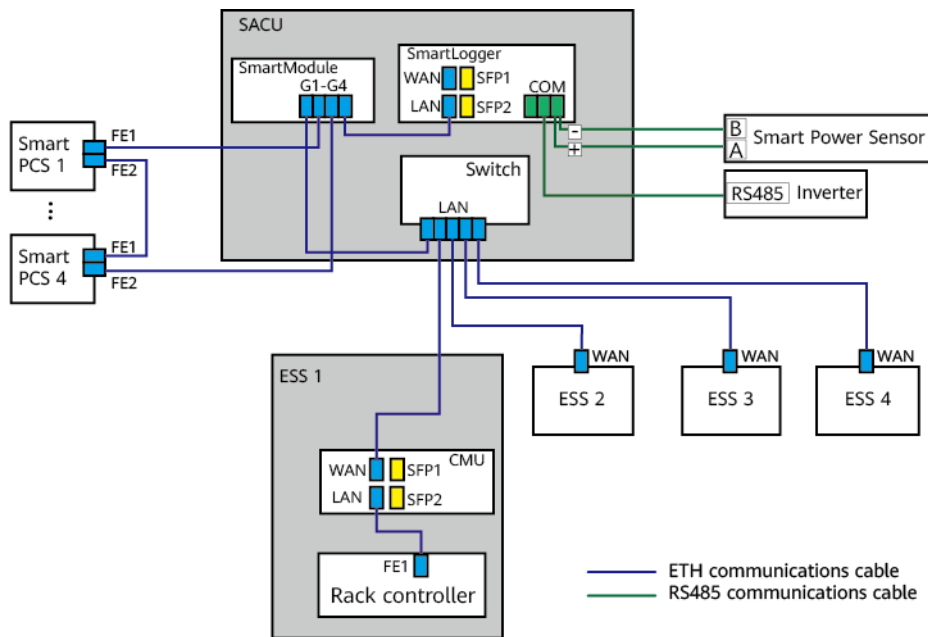 SACU
SmartLogger
SmartModule
WAN
SFP1
G1-G4
COM
LAN
SFP2
Smart
PCS 1
FE1
FE2
-
+
B
A
Smart Power Sensor
Switch
RS485
Inverter
LAN
...
Smart
PCS 4
FE1
FE2
WAN
WAN
WAN
ESS 1
ESS 2
ESS 3
ESS 4
CMU
WAN
SFP1
LAN
SFP2
FE1
Rack controller
ETH communications cable
RS485 communications cable